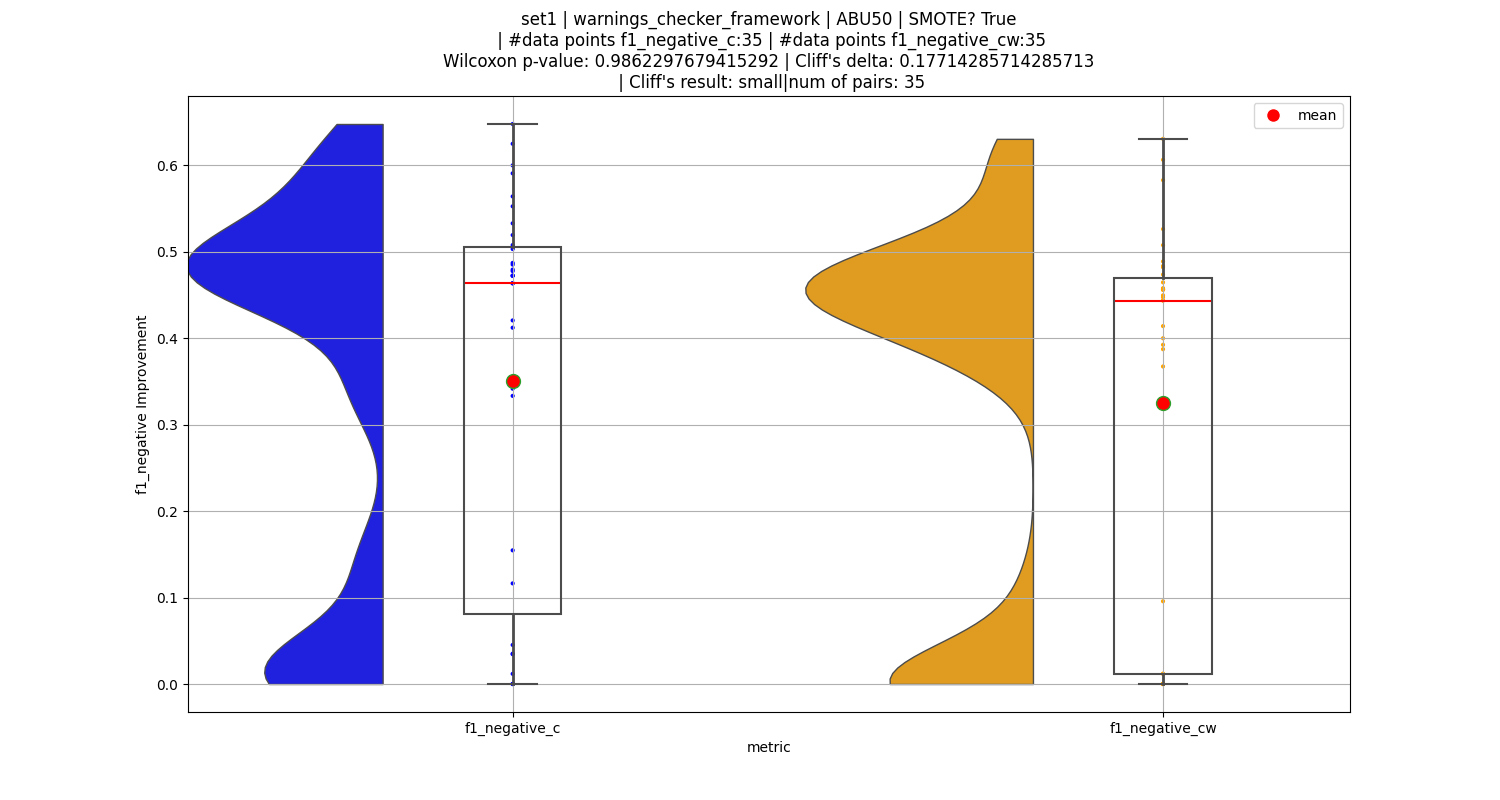 set1 | warnings_checker_framework | ABU50 | SMOTE? True
| #data points f1_negative_c:35 | #data points f1_negative_cw:35
Wilcoxon p-value: 0.9862297679415292 | Cliff's delta: 0.17714285714285713
| Cliff's result: small|num of pairs: 35
mean
0.6
0.5
0.4
0.3
0.2
0.1
0.0
f1_negative Improvement
f1_negative_c
f1_negative_cw
metric